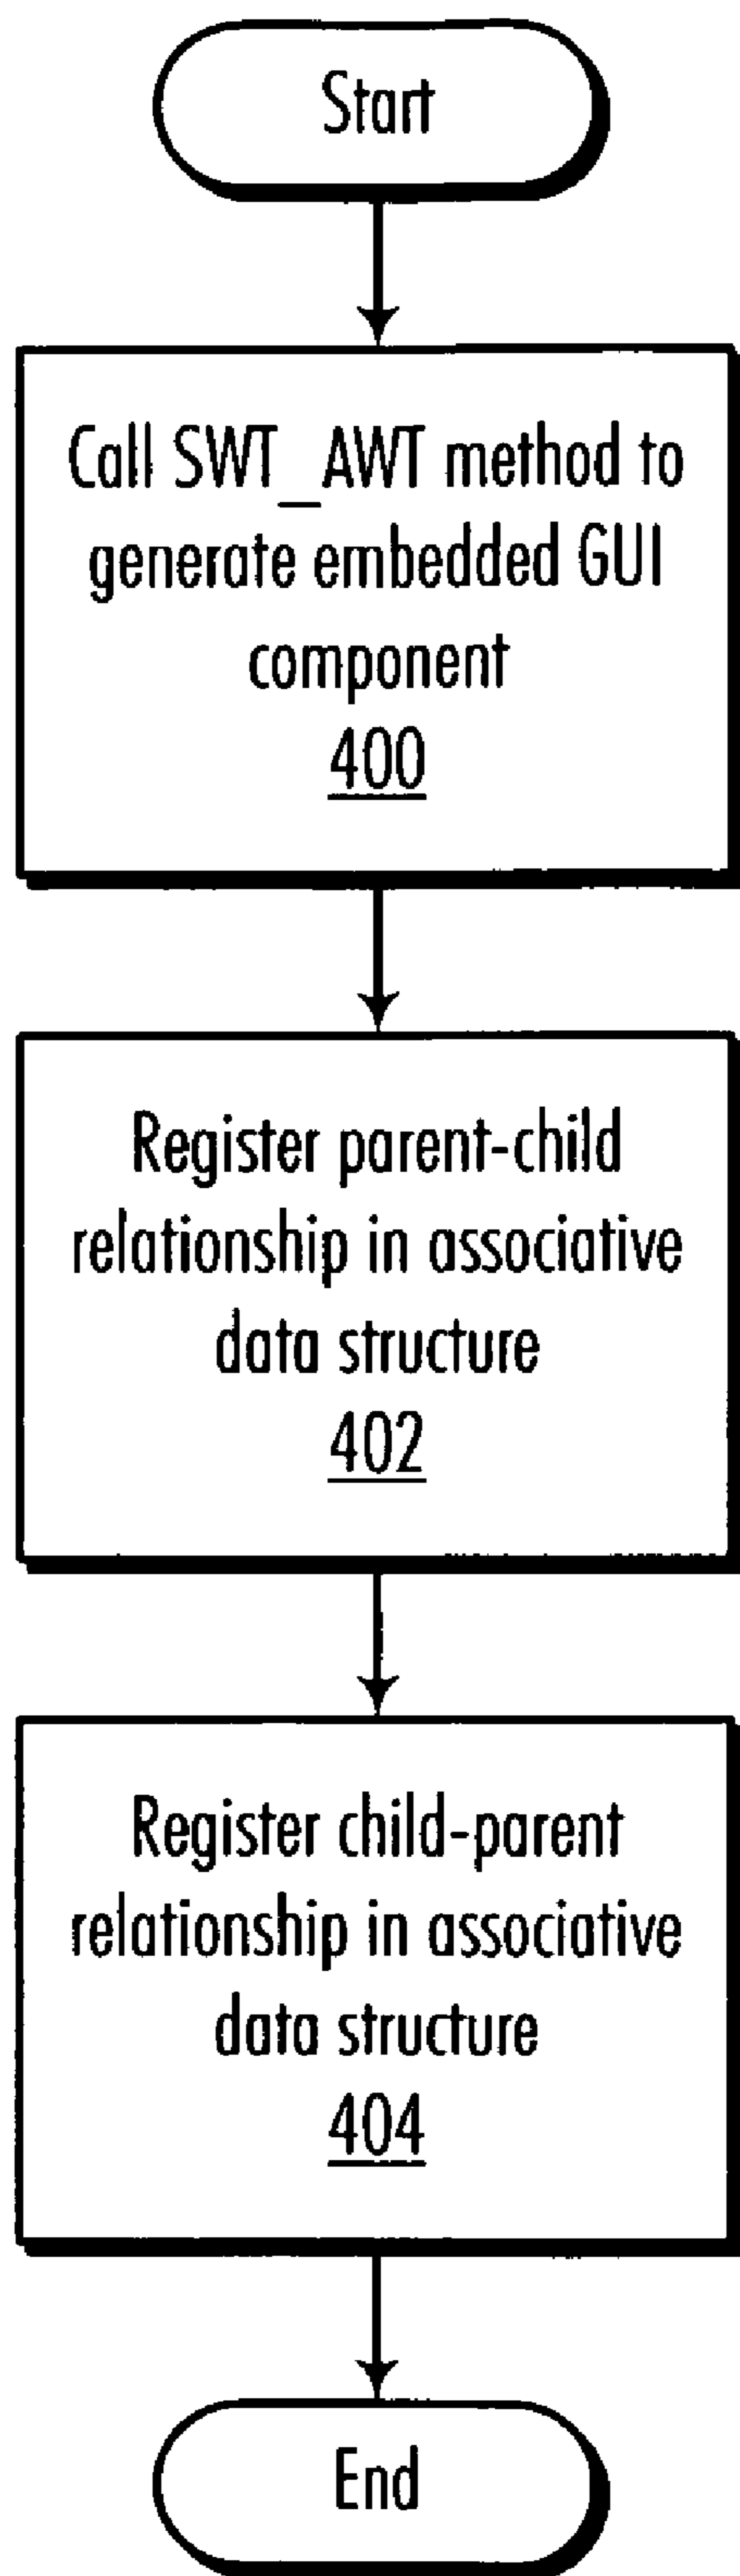 Start
Call SWT_AWT method to
generate embedded GUI
component
400
Register parent-child
relationship in associative
data structure
402
Register child-parent
relationship in associative
data structure
404
End